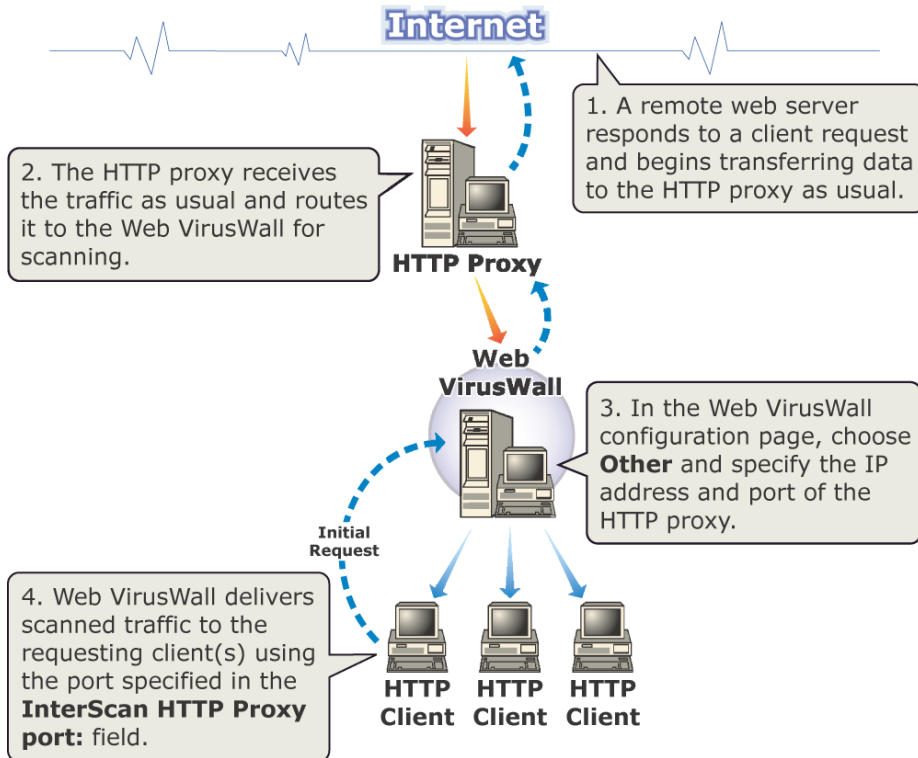 Internet
1. A remote web server
responds to a client request
and begins transferring data
to the HTTP proxy as usual.
2. The HTTP proxy receives
the traffic as usual and routes
it to the Web VirusWall for
scanning.
HTTP Proxy
Web
VirusWall
3. In the Web VirusWall
configuration page, choose
Other and specify the IP
address and port of the
HTTP proxy.
Initial
Request
4. Web VirusWall delivers
scanned traffic to the
requesting client(s) using
the port specified in the
InterScan HTTP Proxy
port: field.
HTTP
Client
HTTP
Client
HTTP
Client